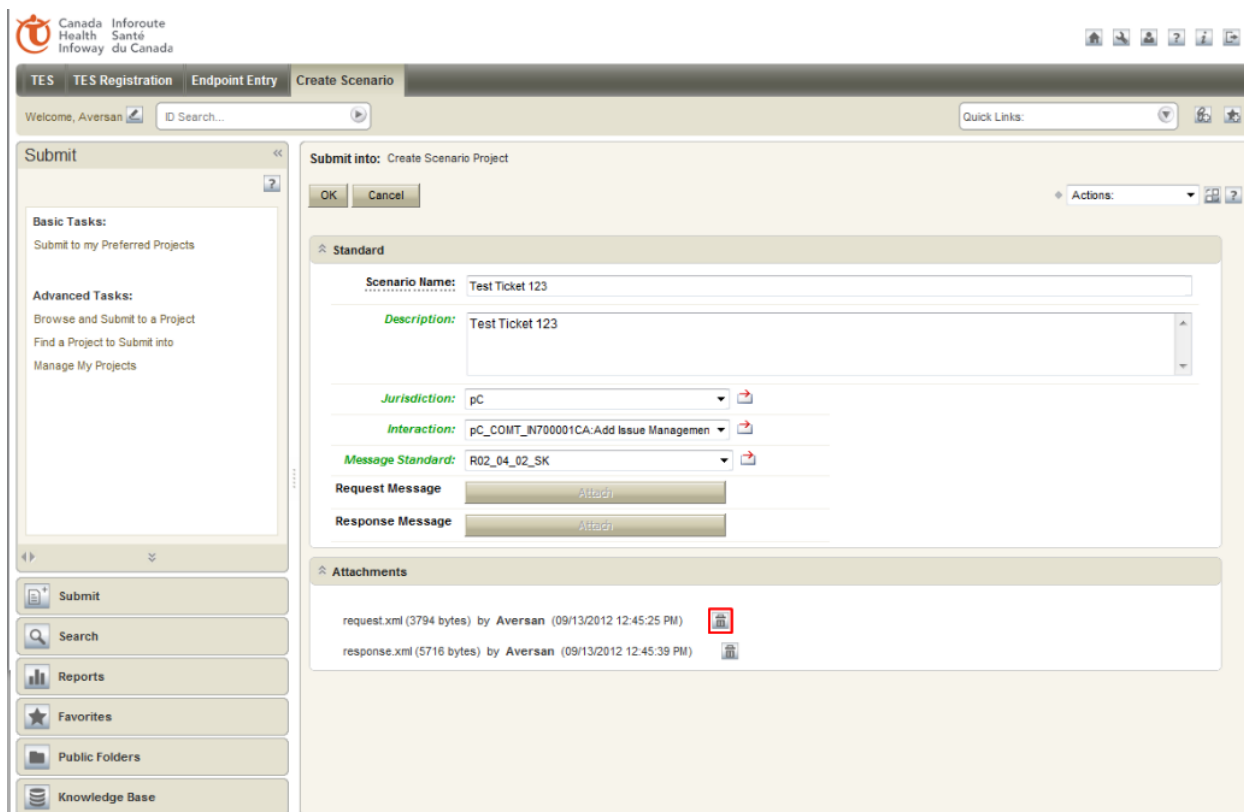 Canada Inforoute
Health Santé
Infoway du Canada
TES TES Registration Endpoint Entry Create Scenario
Welcome, Aversan ID Search... Quick Links:
Submit
Submit into: Create Scenario Project
OK Cancel Actions:
Basic Tasks:
Submit to my Preferred Projects
Advanced Tasks:
Browse and Submit to a Project
Find a Project to Submit into
Manage My Projects
Standard
Scenario Name: Test Ticket 123
Description: Test Ticket 123
Jurisdiction: pC
Interaction: pC_COMT_IN700001CA:Add Issue Managemen
Message Standard: R02_04_02_SK
Request Message Attach
Response Message Attach
Attachments
request.xml (3794 bytes) by Aversan (09/13/2012 12:45:25 PM)
response.xml (5716 bytes) by Aversan (09/13/2012 12:45:39 PM)
Submit
Search
Reports
Favorites
Public Folders
Knowledge Base